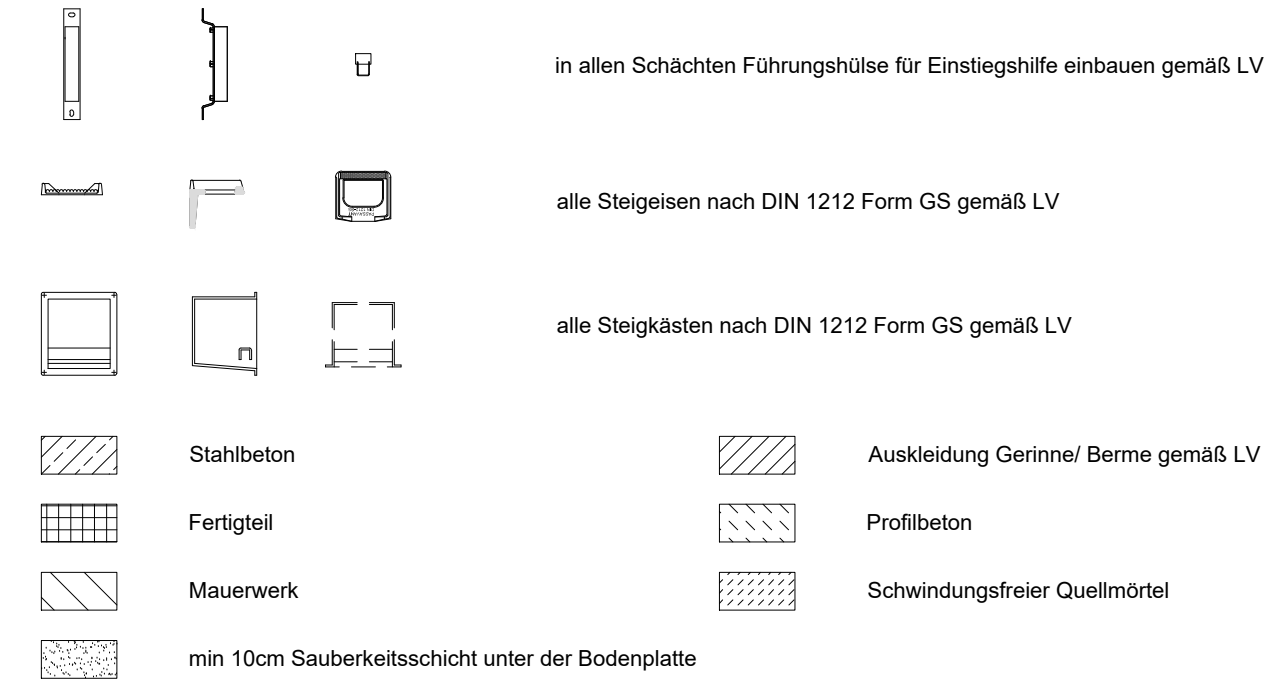 in allen Schächten Führungshülse für Einstiegshilfe einbauen gemäß LV
alle Steigeisen nach DIN 1212 Form GS gemäß LV
PASSAVANT
alle Steigkästen nach DIN 1212 Form GS gemäß LV
Stahlbeton
Auskleidung Gerinne/ Berme gemäß LV
Fertigteil
Profilbeton
Mauerwerk
Schwindungsfreier Quellmörtel
min 10cm Sauberkeitsschicht unter der Bodenplatte